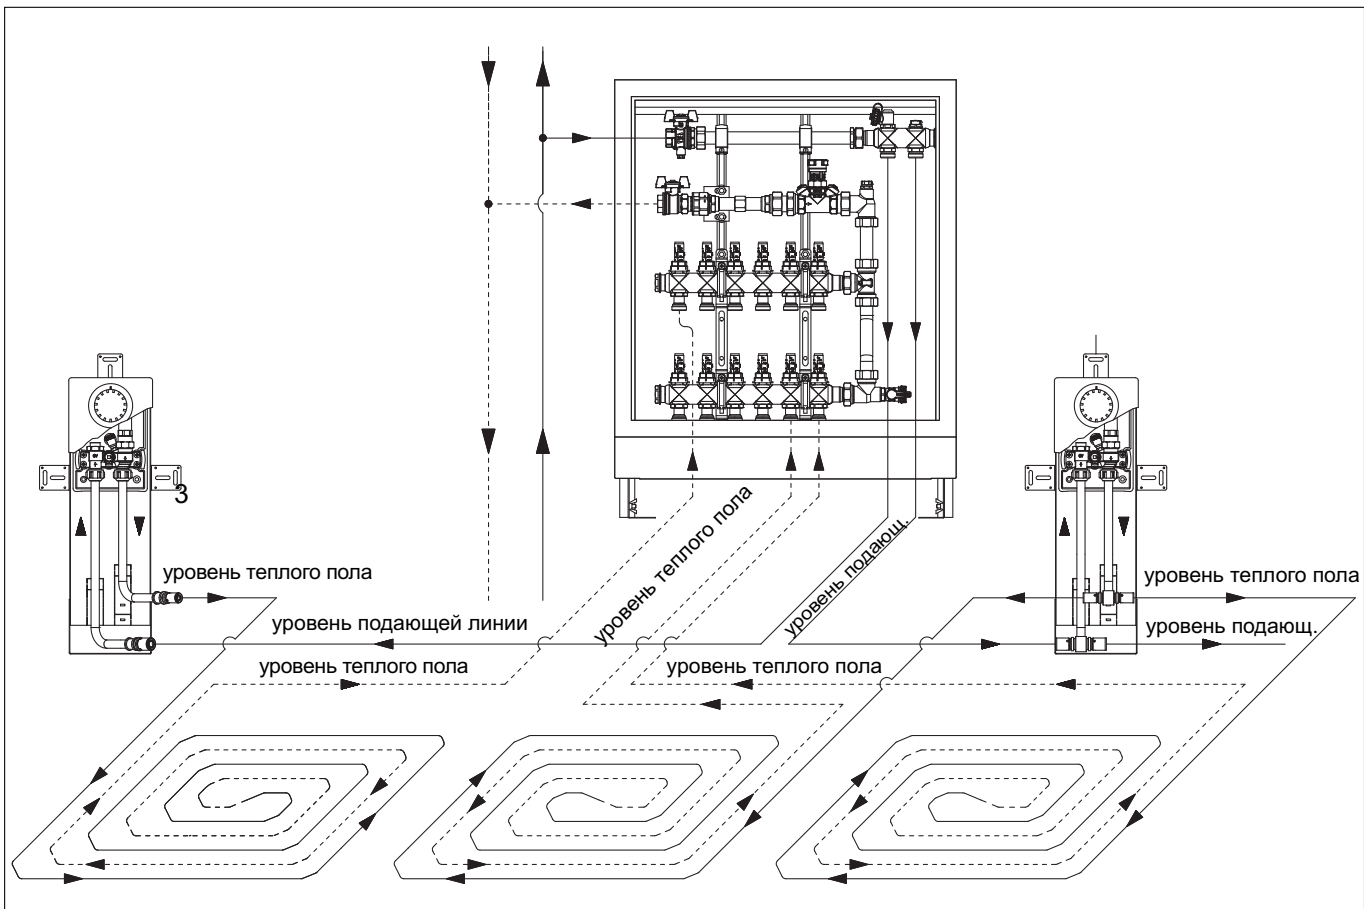 3
уровень теплого пола
уровень подающ.
уровень теплого пола
уровень теплого пола
уровень подающей линии
уровень подающ.
уровень теплого пола
уровень теплого пола